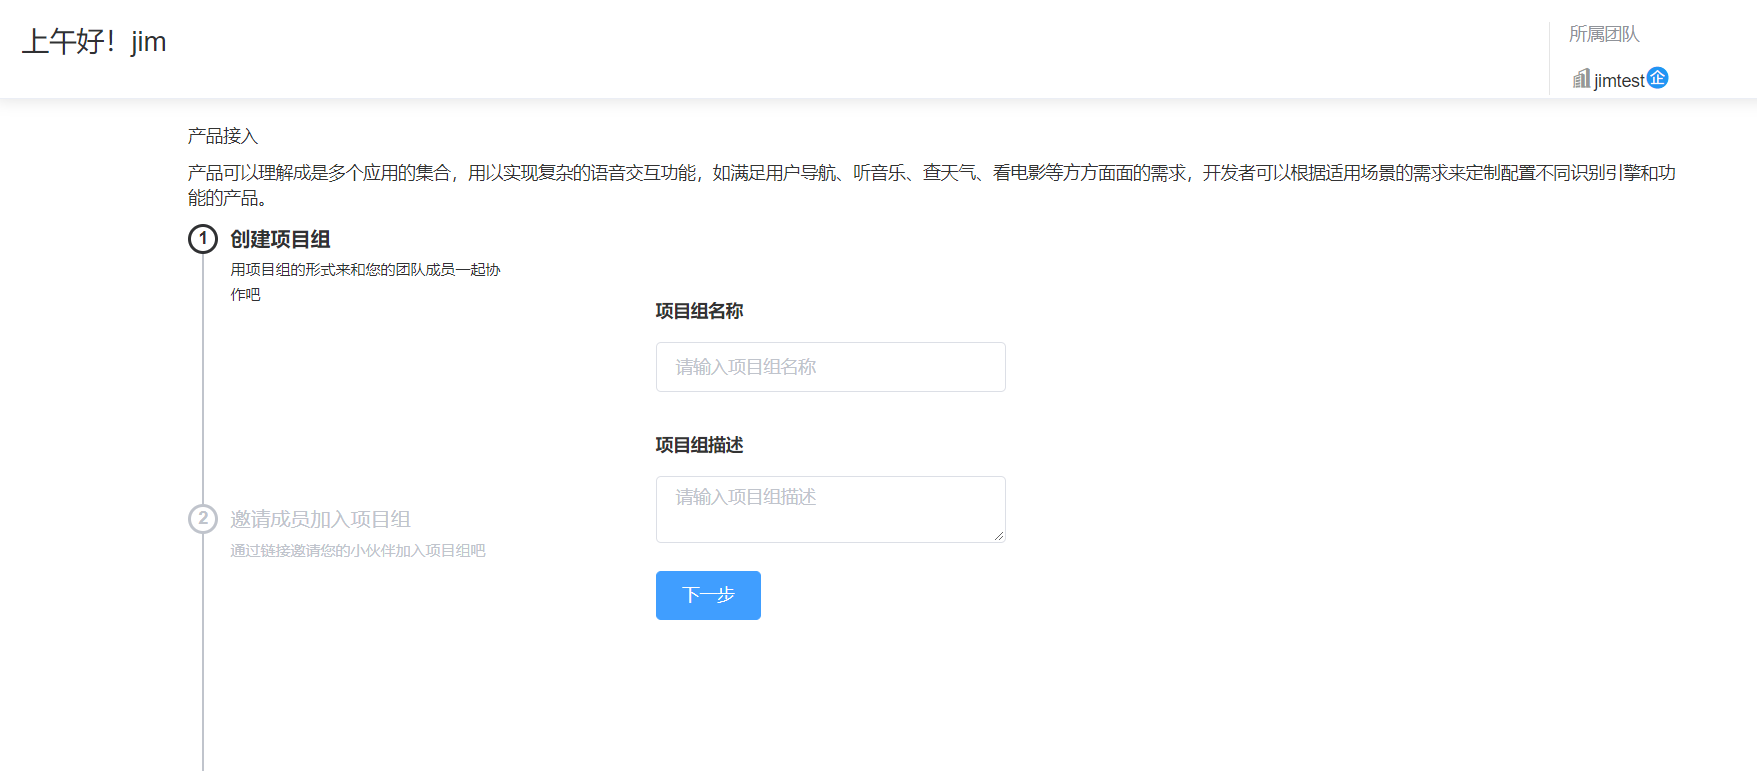 上午好！jim
所属团队
jimtest企
产品接入
产品可以理解成是多个应用的集合，用以实现复杂的语音交互功能，如满足用户导航、听音乐、查天气、看电影等方方面面的需求，开发者可以根据适用场景的需求来定制配置不同识别引擎和功
能的产品。
1 创建项目组
用项目组的形式来和您的团队成员一起协
作吧
项目组名称
请输入项目组名称
项目组描述
请输入项目组描述
2 邀请成员加入项目组
通过链接邀请您的小伙伴加入项目组吧
下一步